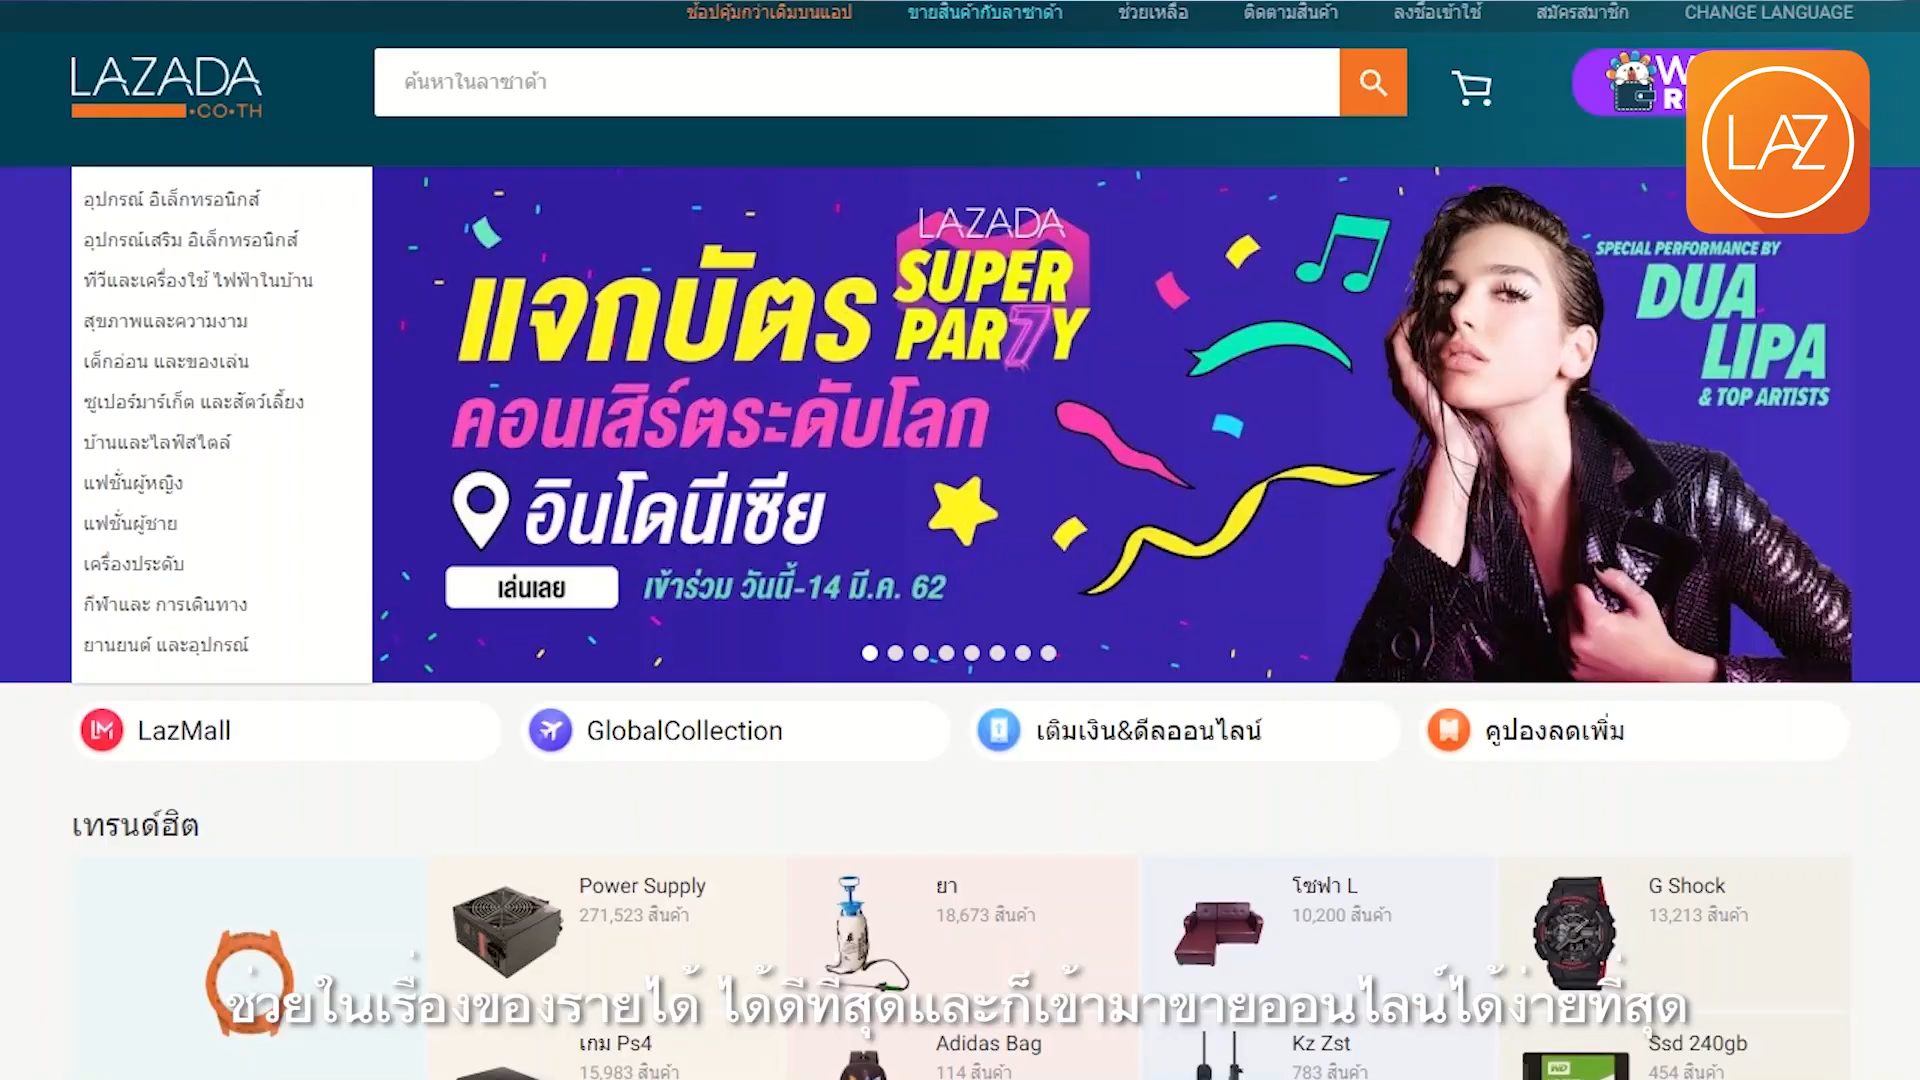 ช้อปคุ้มกว่าเดิมบนแอป
ขายสินค้ากับลาซาด้า
ช่วยเหลือ
ติดตามสินค้า
ลงชื่อเข้าใช้
สมัครสมาชิก
CHANGE LANGUAGE
LAZADA
.CO.TH
ค้นหาในลาซาด้า
LAZ
อุปกรณ์ อิเล็กทรอนิกส์
อุปกรณ์เสริม อิเล็กทรอนิกส์
ทีวีและเครื่องใช้ ไฟฟ้าในบ้าน
สุขภาพและความงาม
เด็กอ่อน และของเล่น
ซูเปอร์มาร์เก็ต และสัตว์เลี้ยง
บ้านและไลฟ์สไตล์
แฟชั่นผู้หญิง
แฟชั่นผู้ชาย
เครื่องประดับ
กีฬาและ การเดินทาง
ยานยนต์ และอุปกรณ์
LAZADA
SUPER
PAR7Y
แจกบัตร
คอนเสิร์ตระดับโลก
อินโดนีเซีย
เล่นเลย
เข้าร่วม วันนี้-14 มี.ค. 62
SPECIAL PERFORMANCE BY
DUA
LIPA
& TOP ARTISTS
LazMall
GlobalCollection
เติมเงิน&ดีลออนไลน์
คูปองลดเพิ่ม
เทรนด์ฮิต
Power Supply
271,523 สินค้า
ยา
18,673 สินค้า
โซฟา L
10,200 สินค้า
G Shock
13,213 สินค้า
ช่วยในเรื่องของรายได้ ได้ดีที่สุดและก็เข้ามาขายออนไลน์ได้ง่ายที่สุด
เกม Ps4
15,983 สินค้า
Adidas Bag
114 สินค้า
Kz Zst
783 สินค้า
Ssd 240gb
454 สินค้า
WD